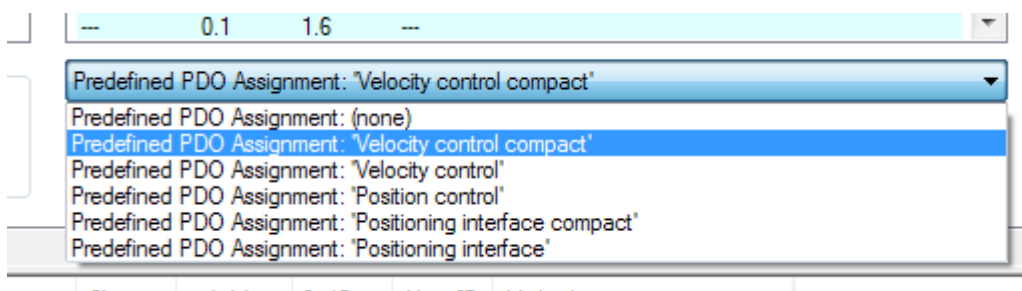 --- 0.1 1.6 ---
Predefined PDO Assignment: 'Velocity control compact'
Predefined PDO Assignment: (none)
Predefined PDO Assignment: 'Velocity control compact'
Predefined PDO Assignment: 'Velocity control'
Predefined PDO Assignment: 'Position control'
Predefined PDO Assignment: 'Positioning interface compact'
Predefined PDO Assignment: 'Positioning interface'